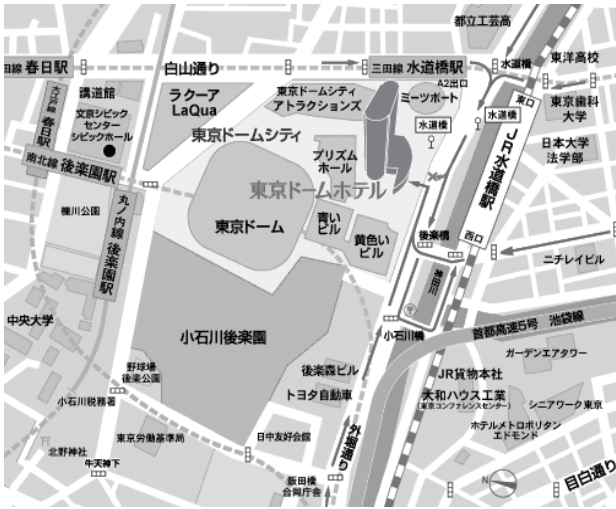 都立工芸高
田線 春日駅
白山通り
三田線 水道橋駅
水道橋
東洋高校
大江戸線 春日駅
講道館
文京シビック
センター
シビックホール
ラクーア
LaQua
東京ドームシティ
アトラクションズ
A2出口
ミーツポート
水道橋
水道橋
東口
東京歯科
大学
日本大学
法学部
JR水道橋駅
東京ドームシティ
プリズム
ホール
南北線 後楽園駅
東京ドームホテル
礫川公園
丸ノ内線 後楽園駅
東京ドーム
青い
ビル
黄色い
ビル
後楽橋
西口
ニチレイビル
神田川
中央大学
小石川後楽園
小石川橋
首都高速5号 池袋線
ガーデンエアタワー
野球場
後楽公園
後楽森ビル
トヨタ自動車
JR貨物本社
大和ハウス工業
(東京コンファレンスセンター)
シニアワーク東京
小石川税務署
外堀通り
ホテルメトロポリタン
エドモンド
北野神社
東京労働基準局
日中友好会館
牛天神下
飯田橋
合同庁舎
目白通り
N